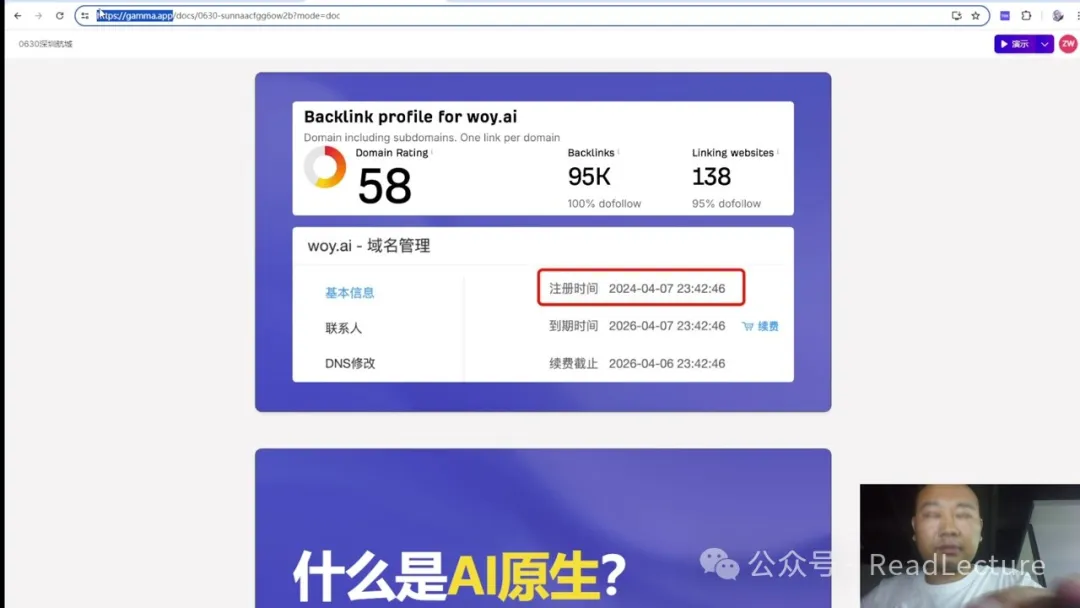 https://gamma.app/docs/0630-sunnaacfgg6ow2b?mode=doc
0630深圳航城
演示
ZW
Backlink profile for woy.ai
Domain including subdomains. One link per domain
Domain Rating
58
Backlinks
95K
100% dofollow
Linking websites
138
95% dofollow
woy.ai - 域名管理
基本信息
联系人
DNS修改
注册时间 2024-04-07 23:42:46
到期时间 2026-04-07 23:42:46 续费
续费截止 2026-04-06 23:42:46
什么是AI原生?
公众号 · ReadLecture